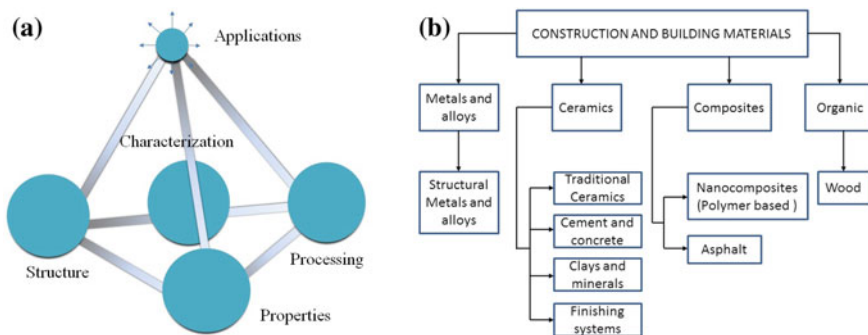 (a)
Applications
Characterization
Structure
Processing
Properties
(b)
CONSTRUCTION AND BUILDING MATERIALS
Metals and
alloys
Ceramics
Composites
Organic
Structural
Metals and
alloys
Traditional
Ceramics
Cement and
concrete
Clays and
minerals
Finishing
systems
Nanocomposites
(Polymer based )
Asphalt
Wood